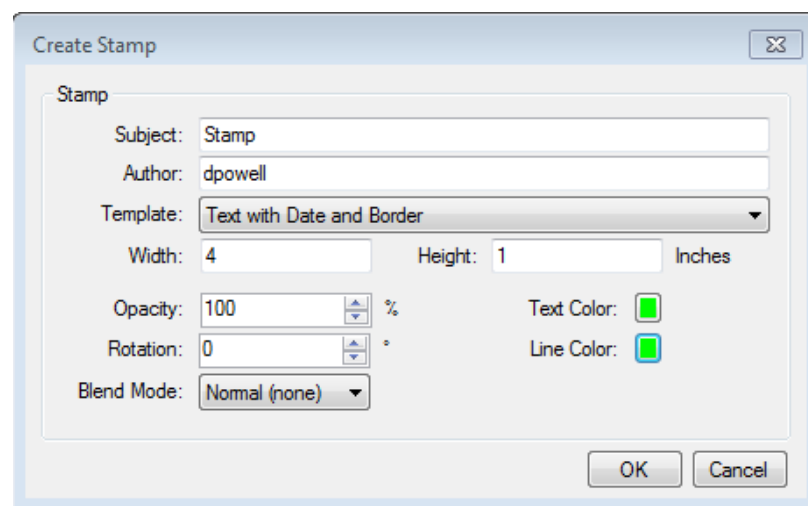 Create Stamp
Stamp
Subject: Stamp
Author: dpowell
Template: Text with Date and Border
Width: 4 Height: 1 Inches
Opacity: 100 % Text Color:
Rotation: 0 ° Line Color:
Blend Mode: Normal (none)
OK Cancel